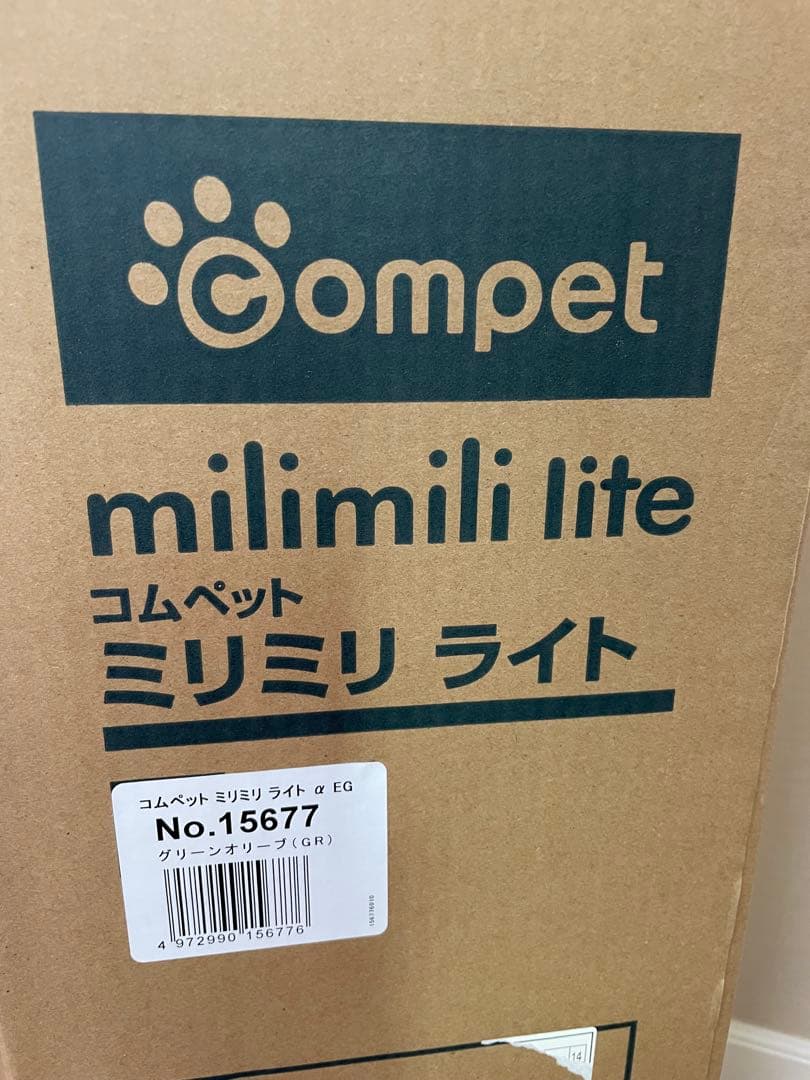 Compet
milimili lite
コムペット
ミリミリ ライト
コムペット ミリミリ ライト α EG
No.15677
グリーンオリーブ(GR)
4 972990 156776
14